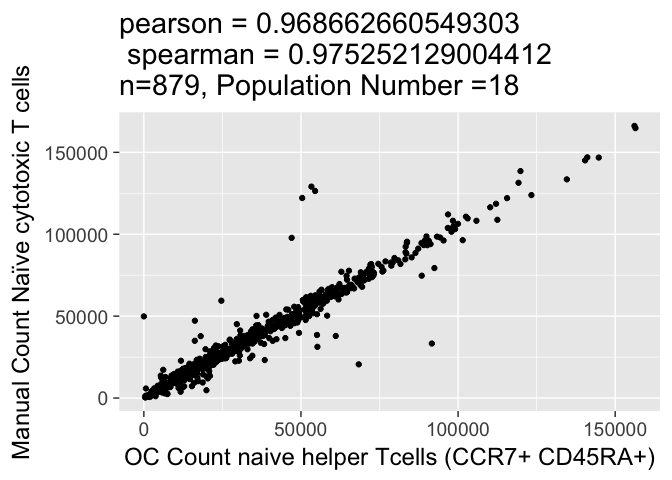 pearson = 0.968662660549303
spearman = 0.975252129004412
n=879, Population Number =18
Manual Count Naïve cytotoxic T cells
150000
100000
50000
0
0 50000 100000 150000
OC Count naive helper Tcells (CCR7+ CD45RA+)